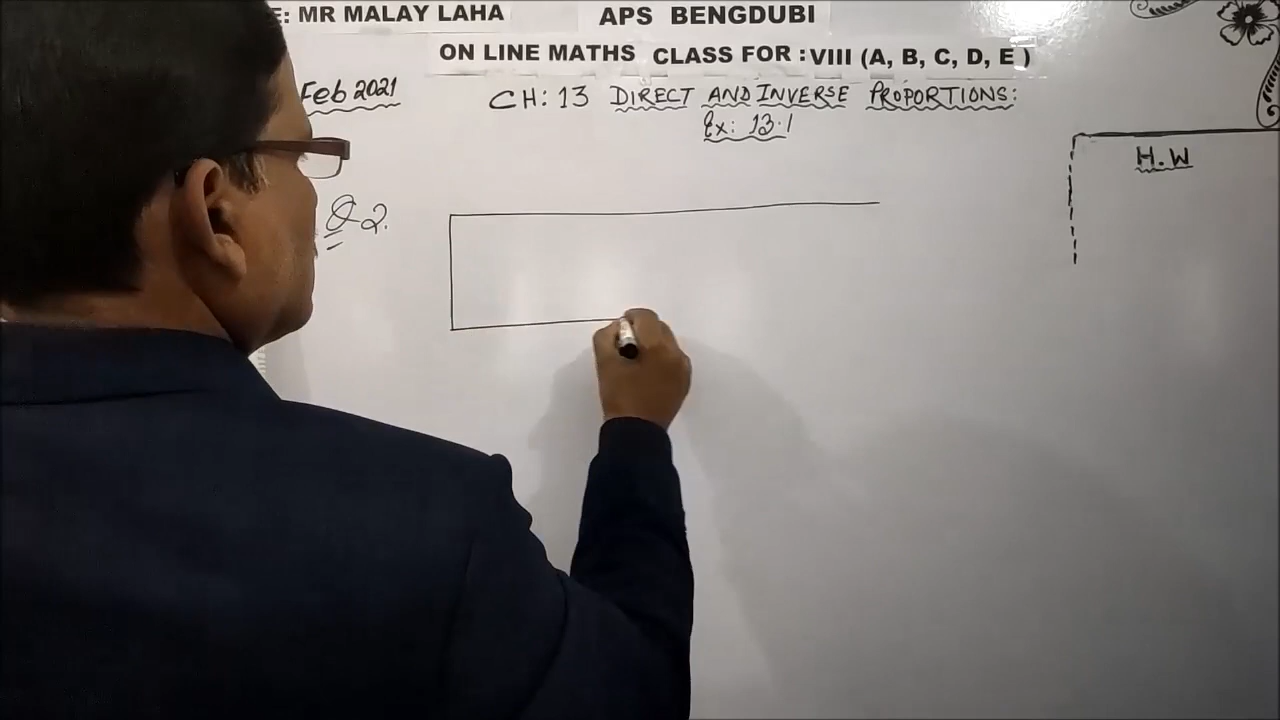 E: MR MALAY LAHA APS BENGDUBI
ON LINE MATHS CLASS FOR : VIII (A, B, C, D, E )
Feb 2021 CH: 13 DIRECT AND INVERSE PROPORTIONS:
Ex: 13.1
H.W
Q 2.